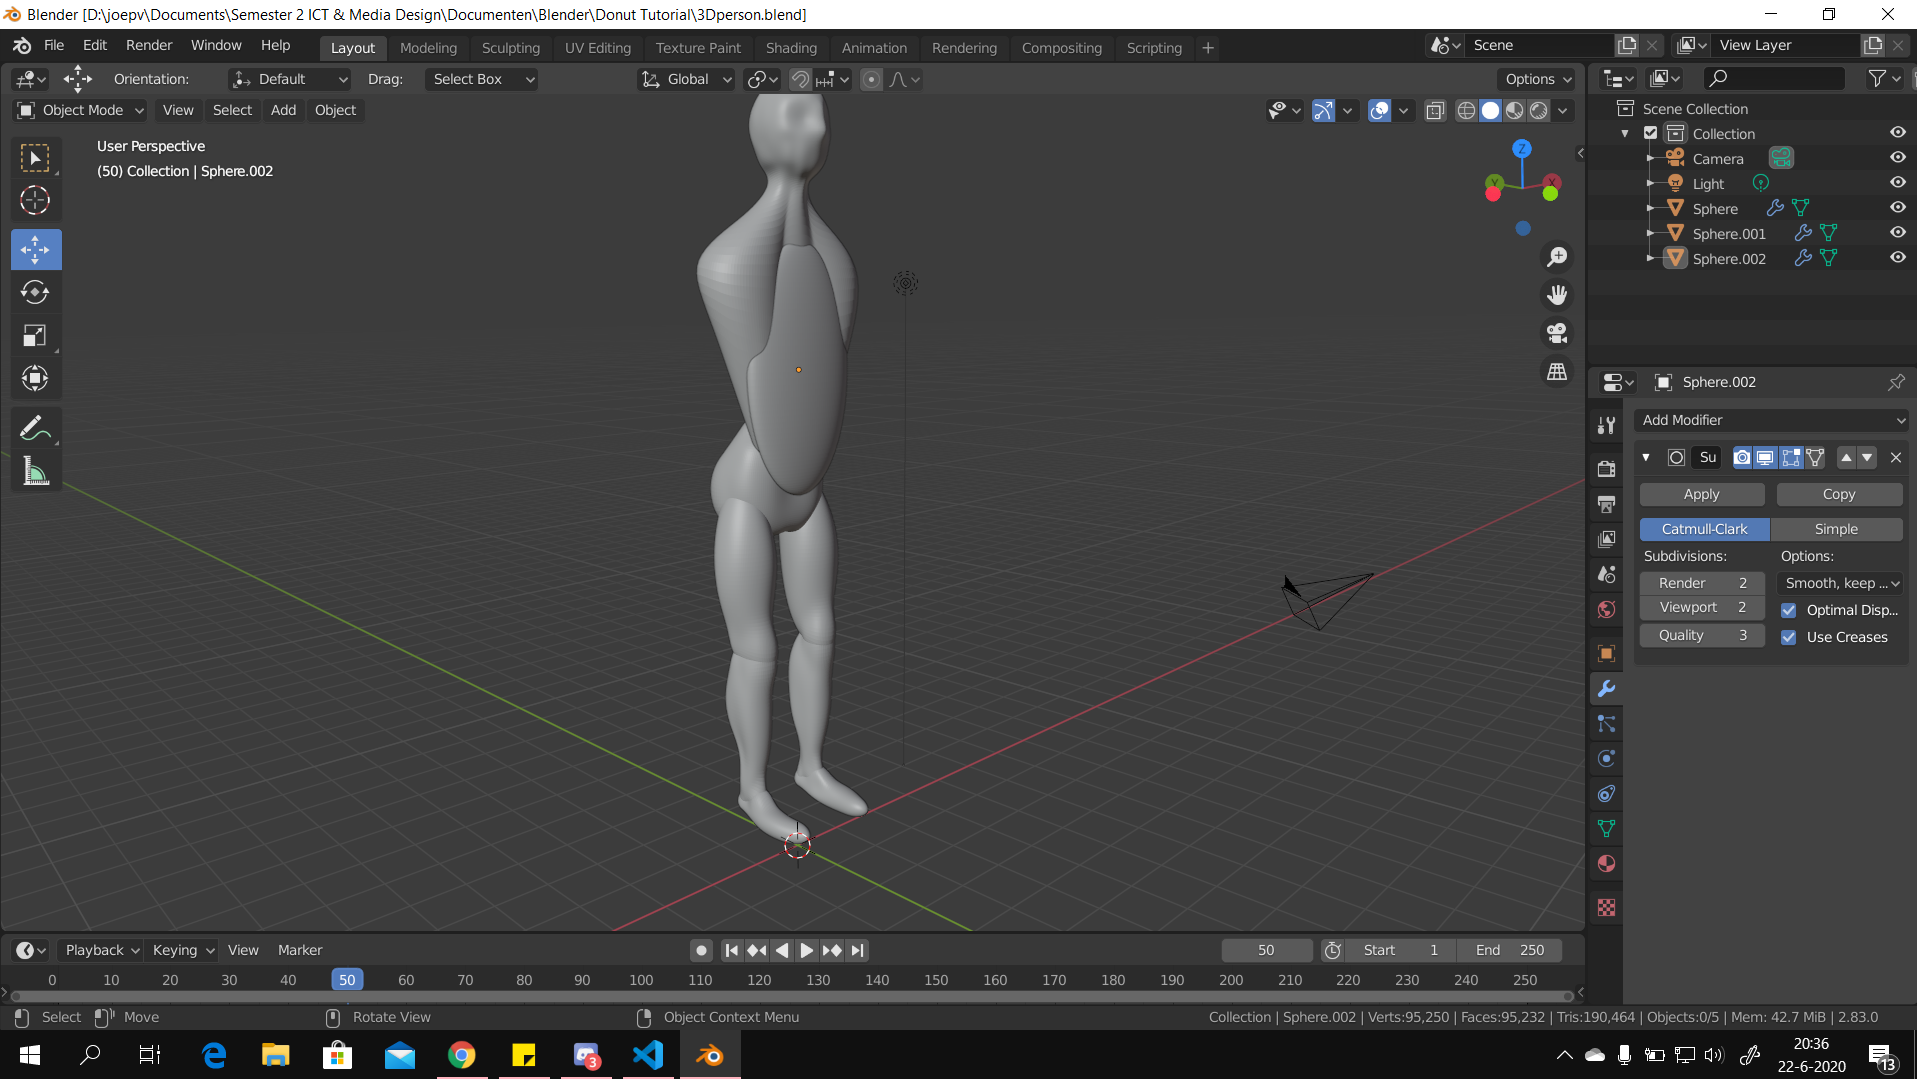 Blender [D:\joepv\Documents\Semester 2 ICT & Media Design\Documenten\Blender\Donut Tutorial\3Dperson.blend]
File Edit Render Window Help Layout Modeling Sculpting UV Editing Texture Paint Shading Animation Rendering Compositing Scripting + Scene View Layer
Orientation: Default Drag: Select Box Global Options
Object Mode View Select Add Object
User Perspective
(50) Collection | Sphere.002
Z
Y X
Scene Collection
Collection
Camera
Light
Sphere
Sphere.001
Sphere.002
Sphere.002
Add Modifier
Su
Apply Copy
Catmull-Clark Simple
Subdivisions: Options:
Render 2 Smooth, keep ...
Viewport 2 Optimal Disp...
Quality 3 Use Creases
Playback Keying View Marker 50 Start 1 End 250
0 10 20 30 40 50 60 70 80 90 100 110 120 130 140 150 160 170 180 190 200 210 220 230 240 250
Select Move Rotate View Object Context Menu Collection | Sphere.002 | Verts:95,250 | Faces:95,232 | Tris:190,464 | Objects:0/5 | Mem: 42.7 MiB | 2.83.0
3
20:36
22-6-2020
13